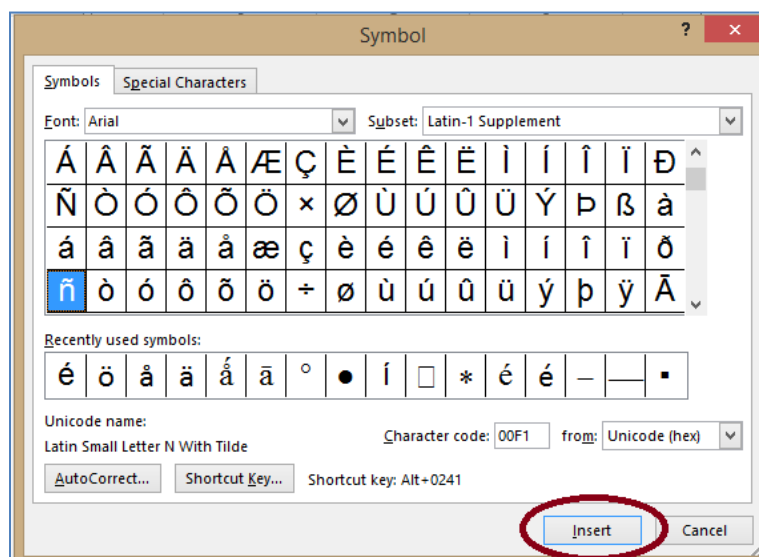 Symbol ? ×
Symbols Special Characters
Font: Arial Subset: Latin-1 Supplement
Á Â Ã Ä Å Æ Ç È É Ê Ë Ì Í Î Ï Ð
Ñ Ò Ó Ô Õ Ö × Ø Ù Ú Û Ü Ý Þ ß à
á â ã ä å æ ç è é ê ë ì í î ï ð
ñ ò ó ô õ ö ÷ ø ù ú û ü ý þ ÿ Ā
Recently used symbols:
é ö å ä ǻ ā ° ● Í □ * é é – — ▪
Unicode name:
Latin Small Letter N With Tilde
Character code: 00F1 from: Unicode (hex)
AutoCorrect... Shortcut Key... Shortcut key: Alt+0241
Insert Cancel